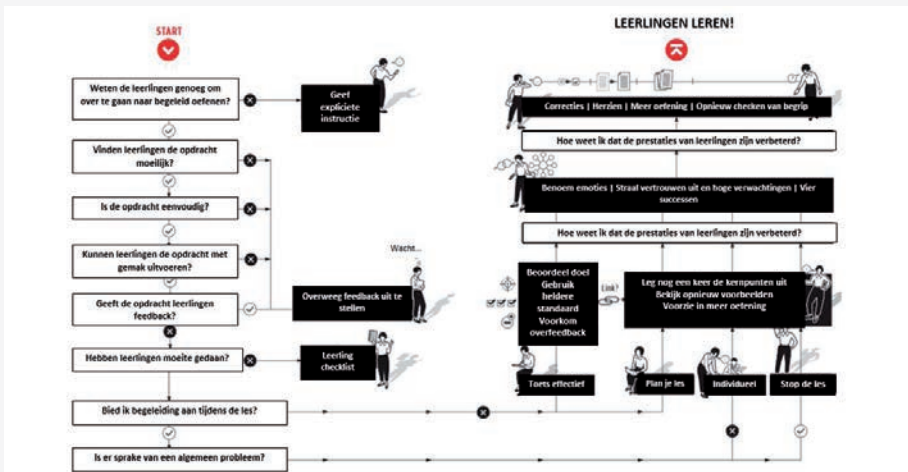 START
Weten de leerlingen genoeg om
over te gaan naar begeleid oefenen?
Geef
expliciete
instructie
Vinden leerlingen de opdracht
moeilijk?
Is de opdracht eenvoudig?
Kunnen leerlingen de opdracht met
gemak uitvoeren?
Geeft de opdracht leerlingen
feedback?
Wacht...
Overweeg feedback uit te
stellen
Hebben leerlingen moeite gedaan?
Leerling
checklist
Bied ik begeleiding aan tijdens de les?
Is er sprake van een algemeen probleem?
LEERLINGEN LEREN!
Correcties | Herzien | Meer oefening | Opnieuw checken van begrip
Hoe weet ik dat de prestaties van leerlingen zijn verbeterd?
Benoem emoties | Straal vertrouwen uit en hoge verwachtingen | Vier
successen
Hoe weet ik dat de prestaties van leerlingen zijn verbeterd?
Beoordeel doel
Gebruik
heldere
standaard
Voorkom
overfeedback
Link?
Leg nog een keer de kernpunten uit
Bekijk opnieuw voorbeelden
Voorzie in meer oefening
Toets effectief
Plan je les
Individueel
Stop de les